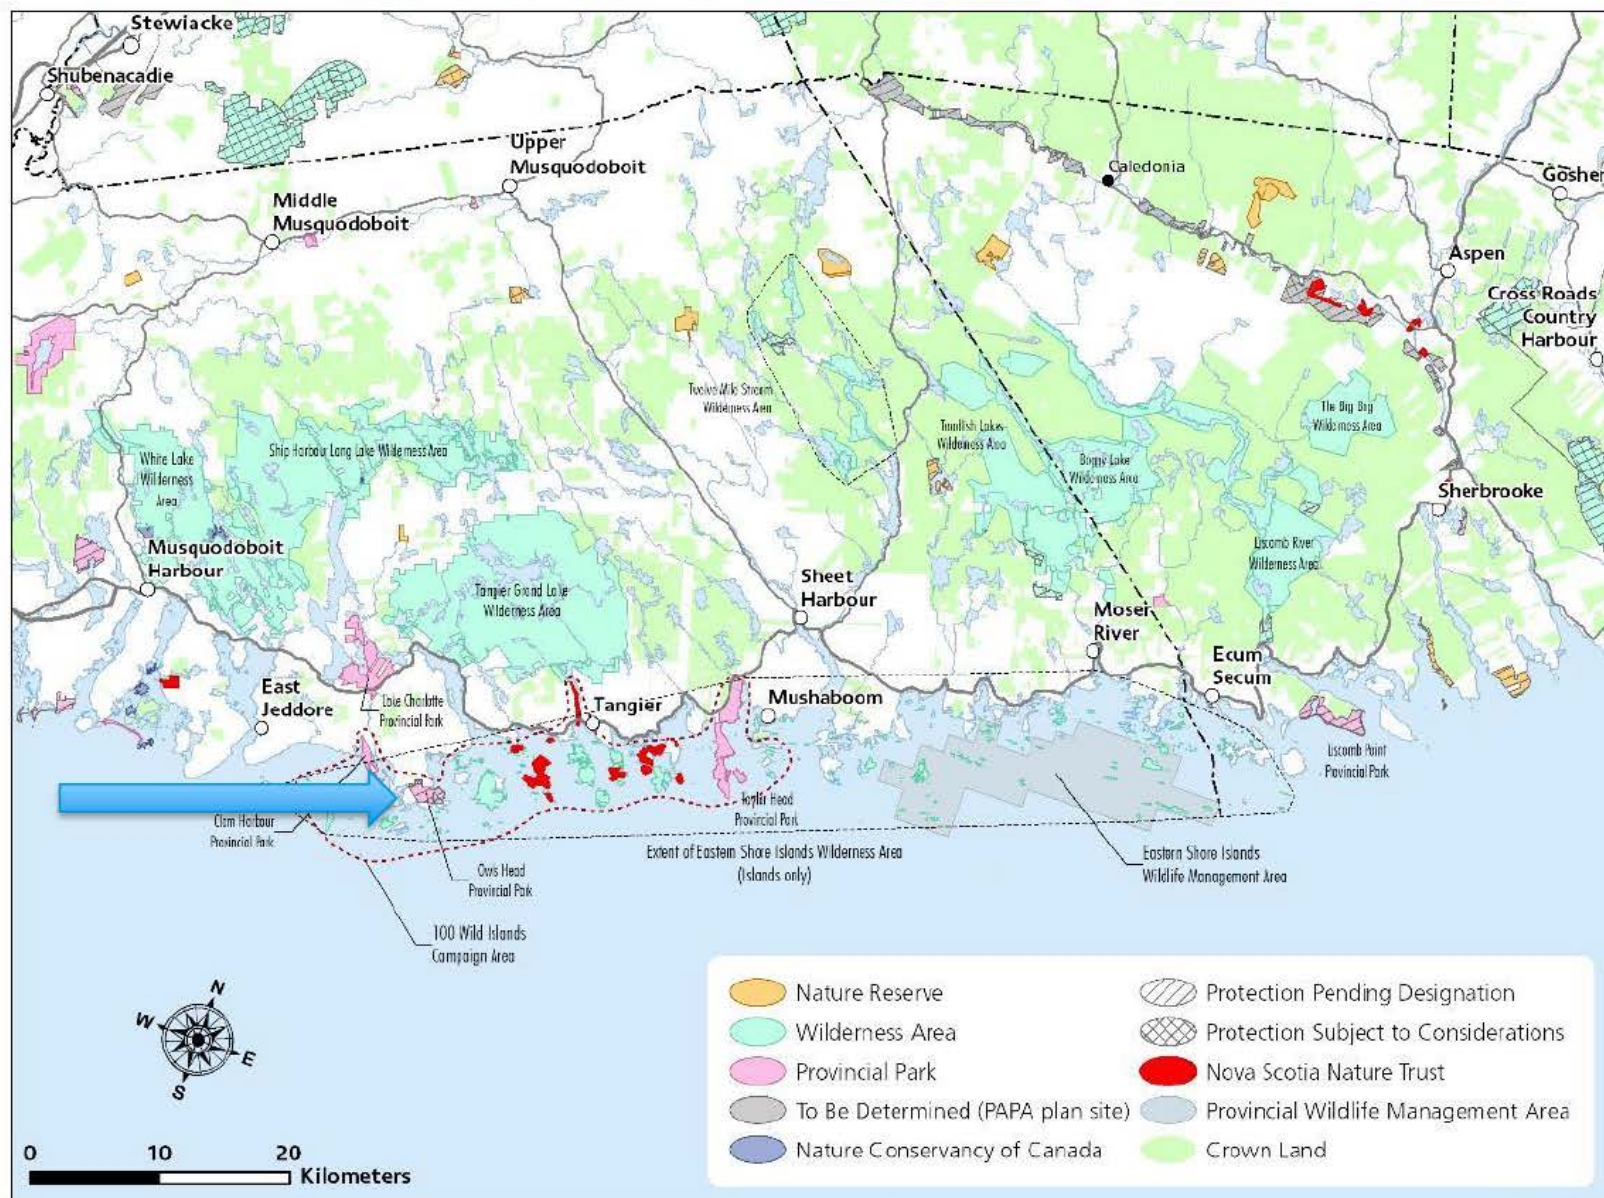 Stewiacke
Shubenacadie
Upper
Musquodoboit
Middle
Musquodoboit
Caledonia
Goshen
Aspen
Cross Roads
Country
Harbour
Twelve Mile Stream
Wilderness Area
The Big Bog
Wilderness Area
Toadfish Lakes
Wilderness Area
Boggy Lake
Wilderness Area
White Lake
Wilderness
Area
Ship Harbour Long Lake Wilderness Area
Sherbrooke
Musquodoboit
Harbour
Liscomb River
Wilderness Area
Tangier Grand Lake
Wilderness Area
Sheet
Harbour
Moser
River
Ecum
Secum
East
Jeddore
Lake Charlotte
Provincial Park
Tangier
Mushaboom
Liscomb Point
Provincial Park
Clam Harbour
Provincial Park
Taylor Head
Provincial Park
Owls Head
Provincial Park
Extent of Eastern Shore Islands Wilderness Area
(Islands only)
Eastern Shore Islands
Wildlife Management Area
100 Wild Islands
Campaign Area
N
W
E
S
0 10 20
Kilometers
Nature Reserve
Wilderness Area
Provincial Park
To Be Determined (PAPA plan site)
Nature Conservancy of Canada
Protection Pending Designation
Protection Subject to Considerations
Nova Scotia Nature Trust
Provincial Wildlife Management Area
Crown Land